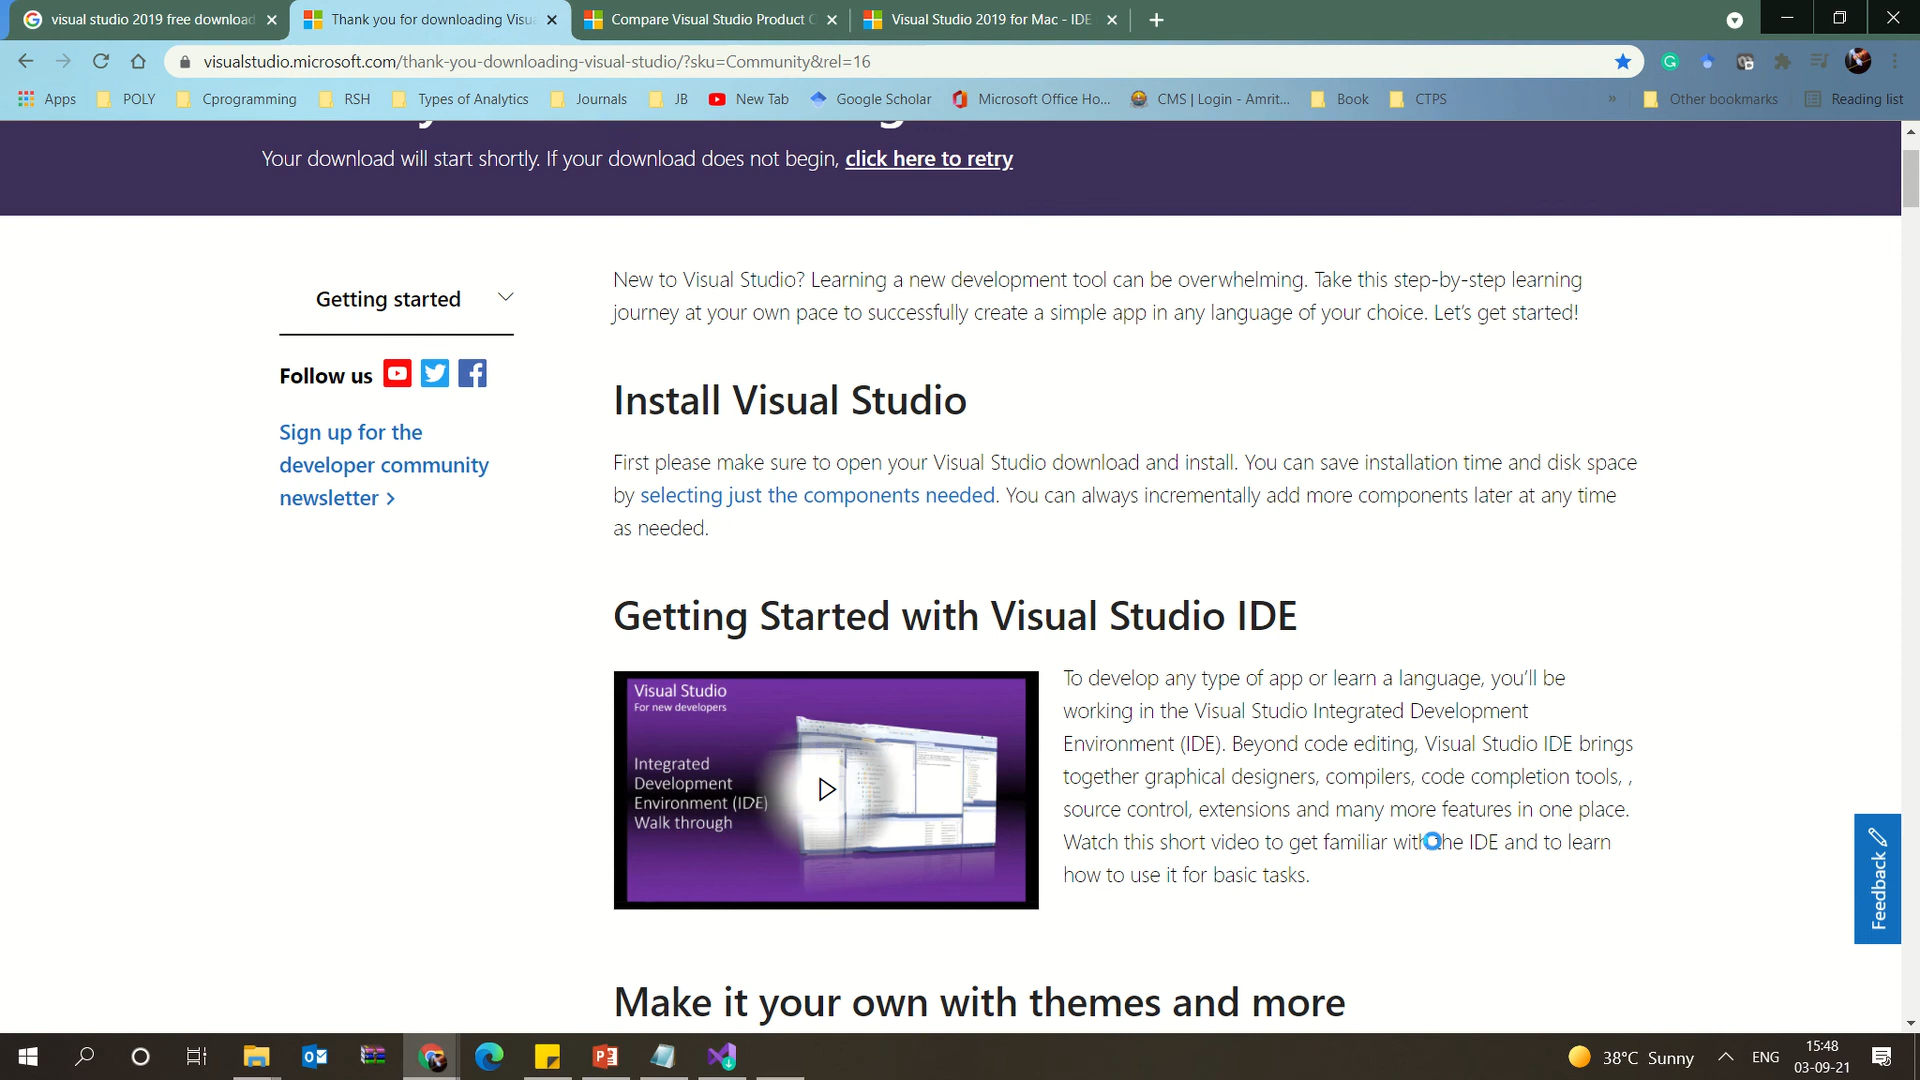 visual studio 2019 free download
Thank you for downloading Visu
Compare Visual Studio Product O
Visual Studio 2019 for Mac - IDE
visualstudio.microsoft.com/thank-you-downloading-visual-studio/?sku=Community&rel=16
Apps
POLY
Cprogramming
RSH
Types of Analytics
Journals
JB
New Tab
Google Scholar
Microsoft Office Ho...
CMS | Login - Amrit...
Book
CTPS
»
Other bookmarks
Reading list
Your download will start shortly. If your download does not begin, click here to retry
Getting started
Follow us
Sign up for the
developer community
newsletter >
New to Visual Studio? Learning a new development tool can be overwhelming. Take this step-by-step learning
journey at your own pace to successfully create a simple app in any language of your choice. Let's get started!
Install Visual Studio
First please make sure to open your Visual Studio download and install. You can save installation time and disk space
by selecting just the components needed. You can always incrementally add more components later at any time
as needed.
Getting Started with Visual Studio IDE
Visual Studio
For new developers
Integrated
Development
Environment (IDE)
Walk through
To develop any type of app or learn a language, you'll be
working in the Visual Studio Integrated Development
Environment (IDE). Beyond code editing, Visual Studio IDE brings
together graphical designers, compilers, code completion tools, ,
source control, extensions and many more features in one place.
Watch this short video to get familiar with the IDE and to learn
how to use it for basic tasks.
Feedback
Make it your own with themes and more
38°C Sunny
ENG
15:48
03-09-21